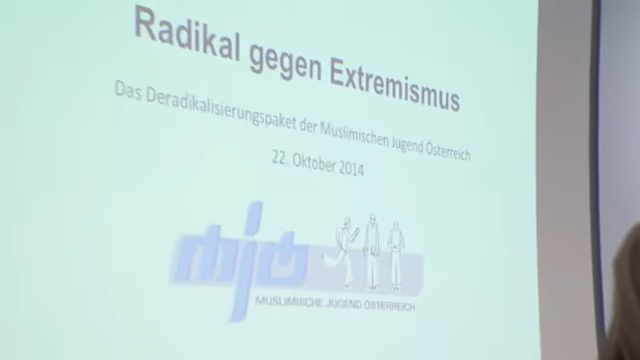 Radikal gegen Extremismus
Das Deradikalisierungspaket der Muslimischen Jugend Österreich
22. Oktober 2014
mjö
MUSLIMISCHE JUGEND ÖSTERREICH